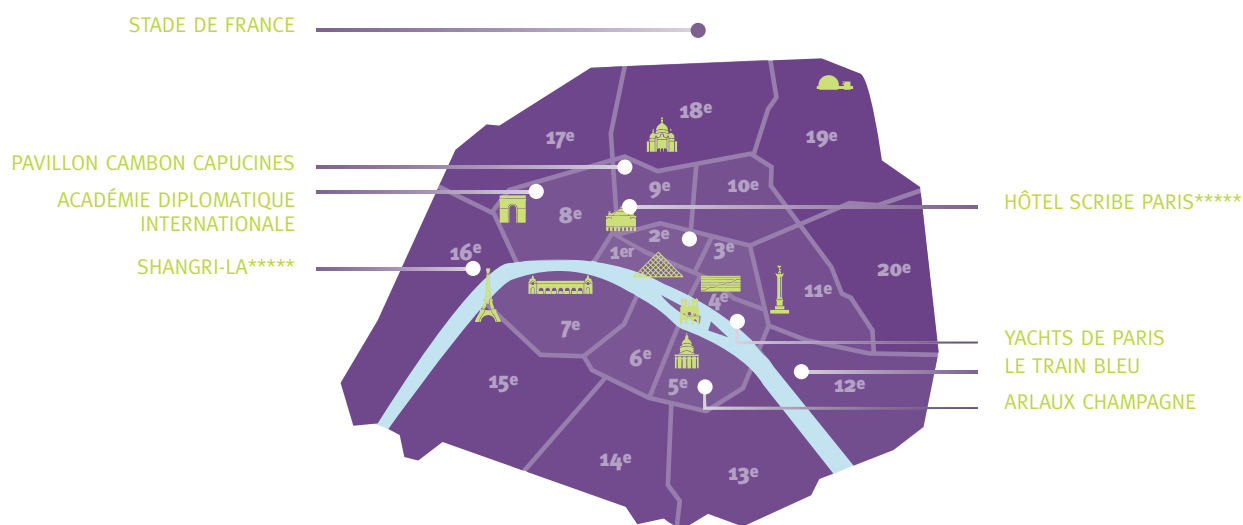 STADE DE FRANCE
18e
17e
19e
PAVILLON CAMBON CAPUCINES
9e
10e
ACADÉMIE DIPLOMATIQUE
INTERNATIONALE
HÔTEL SCRIBE PARIS*****
8e
2e
3e
1er
16e
SHANGRI-LA*****
20e
11e
4e
7e
YACHTS DE PARIS
6e
LE TRAIN BLEU
15e
5e
12e
ARLAUX CHAMPAGNE
14e
13e